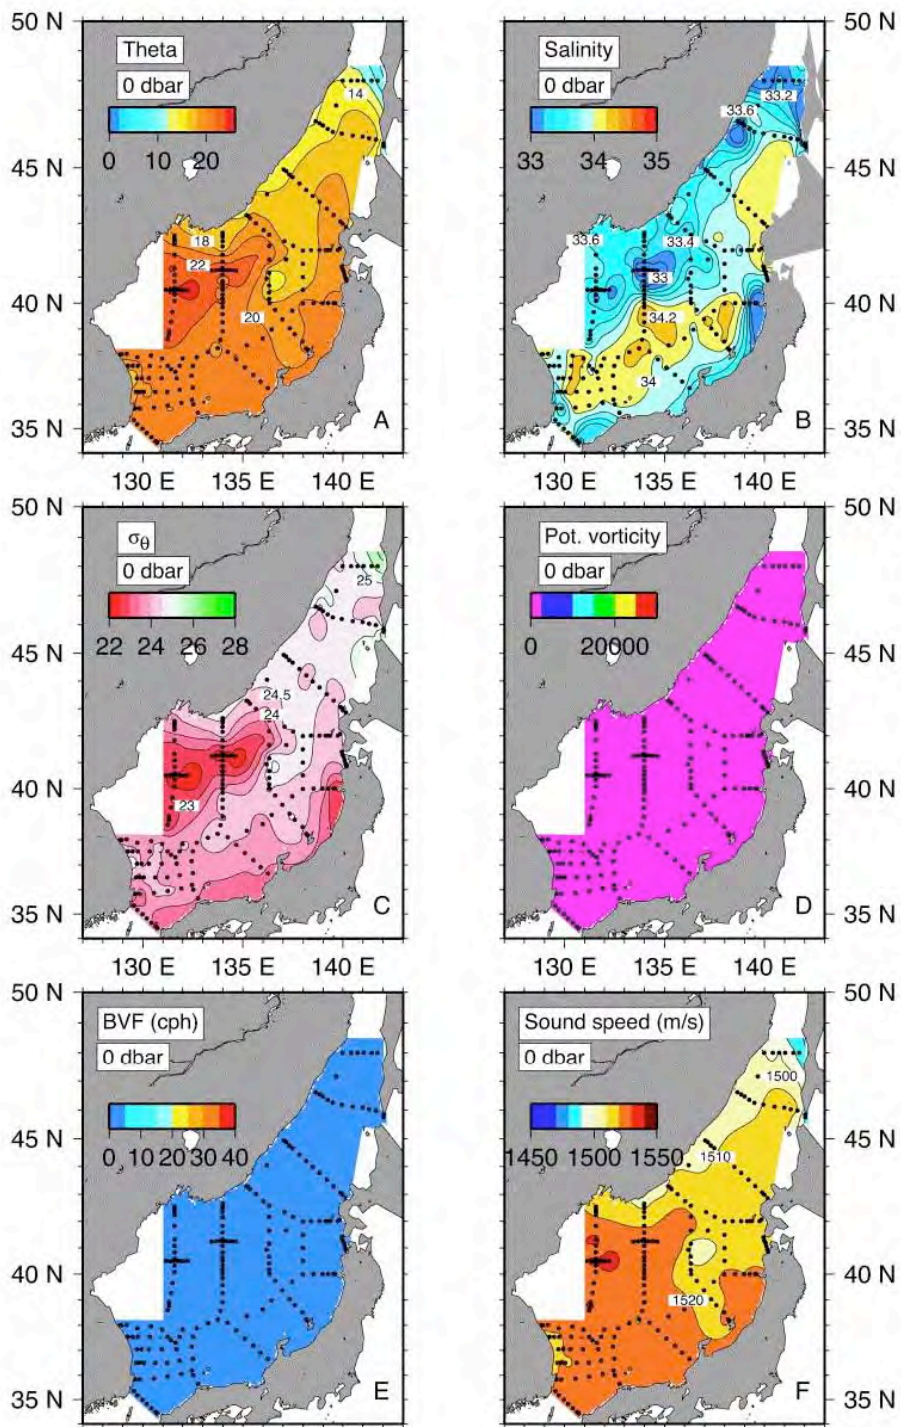 50 N 50 N
Theta Salinity
0 dbar 0 dbar
14 33.2
33.6
0 10 20 33 34 35
45 N 45 N
18 33.6 33.4
22 33
40 N 40 N
20 34.2
34
A B
35 N 35 N
130 E 135 E 140 E 130 E 135 E 140 E
50 N 50 N
σθ Pot. vorticity
0 dbar 0 dbar
25
22 24 26 28 0 20000
45 N 45 N
24.5
24
40 N 40 N
23
C D
35 N 35 N
130 E 135 E 140 E 130 E 135 E 140 E
50 N 50 N
BVF (cph) Sound speed (m/s)
0 dbar 0 dbar
1500
0 10 20 30 40 1450 1500 1550
45 N 45 N
1510
40 N 40 N
1520
E F
35 N 35 N